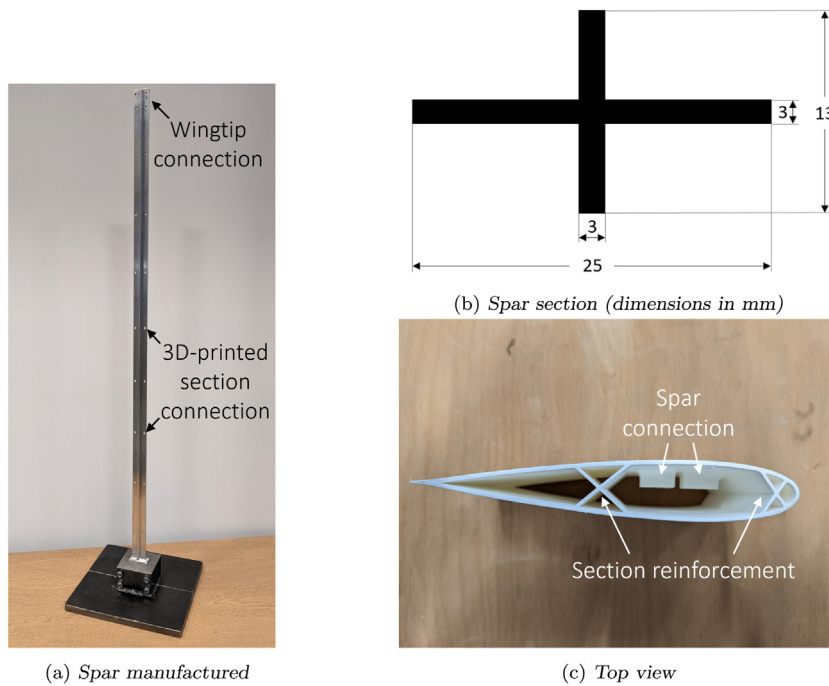 Wingtip
connection
3D-printed
section
connection
(a) Spar manufactured
3
13
3
25
(b) Spar section (dimensions in mm)
Spar
connection
Section reinforcement
(c) Top view